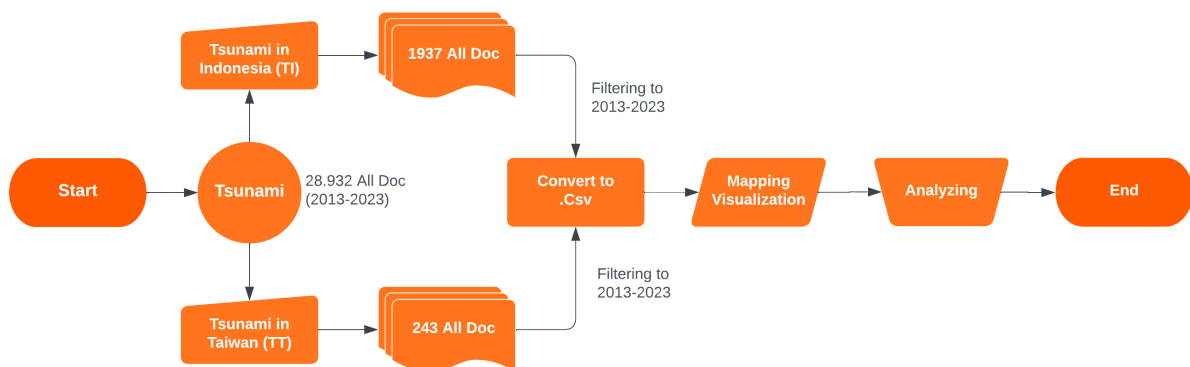 Tsunami in
Indonesia (TI)
1937 All Doc
Filtering to
2013-2023
Start
Tsunami
28.932 All Doc
(2013-2023)
Convert to
.Csv
Mapping
Visualization
Analyzing
End
Filtering to
2013-2023
Tsunami in
Taiwan (TT)
243 All Doc